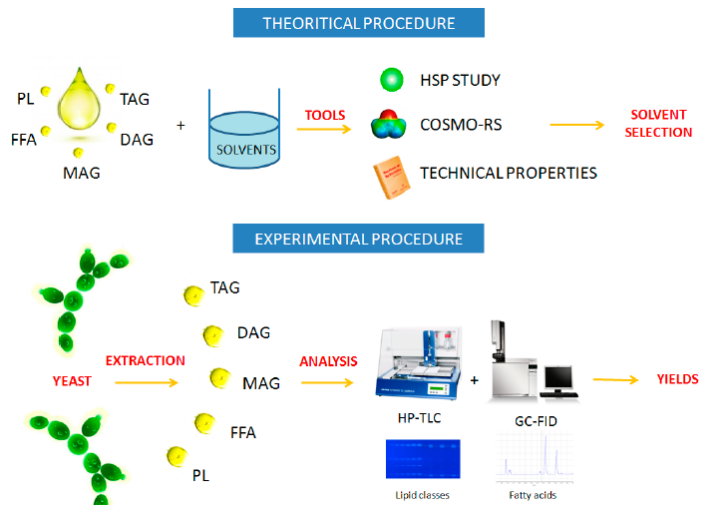 THEORITICAL PROCEDURE
PL
TAG
FFA
DAG
MAG
+
SOLVENTS
TOOLS
HSP STUDY
COSMO-RS
TECHNICAL PROPERTIES
SOLVENT
SELECTION
EXPERIMENTAL PROCEDURE
YEAST
EXTRACTION
TAG
DAG
MAG
FFA
PL
ANALYSIS
HP-TLC
+
GC-FID
YIELDS
Lipid classes
Fatty acids